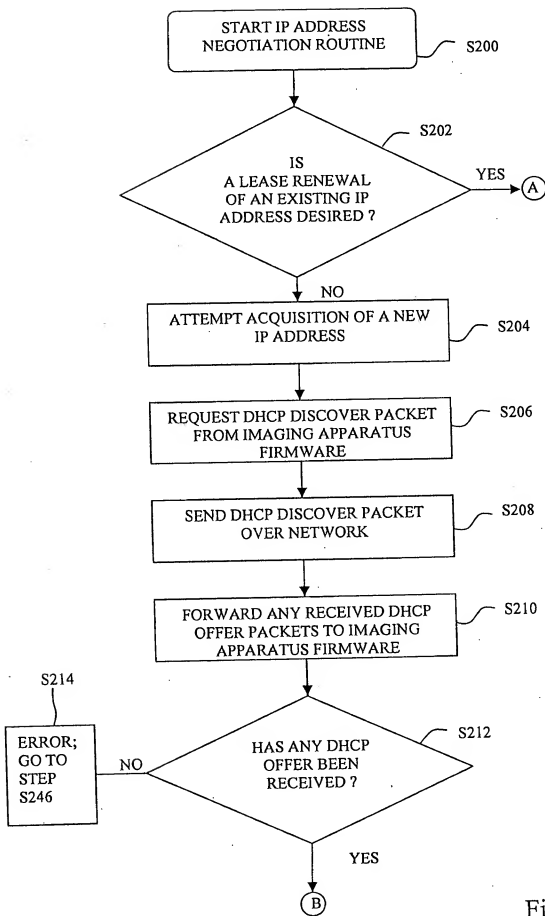 START IP ADDRESS
NEGOTIATION ROUTINE
S200
S202
IS
A LEASE RENEWAL
OF AN EXISTING IP
ADDRESS DESIRED ?
YES
A
NO
ATTEMPT ACQUISITION OF A NEW
IP ADDRESS
S204
REQUEST DHCP DISCOVER PACKET
FROM IMAGING APPARATUS
FIRMWARE
S206
SEND DHCP DISCOVER PACKET
OVER NETWORK
S208
FORWARD ANY RECEIVED DHCP
OFFER PACKETS TO IMAGING
APPARATUS FIRMWARE
S210
S214
ERROR;
GO TO
STEP
S246
NO
HAS ANY DHCP
OFFER BEEN
RECEIVED ?
S212
YES
B
Fi